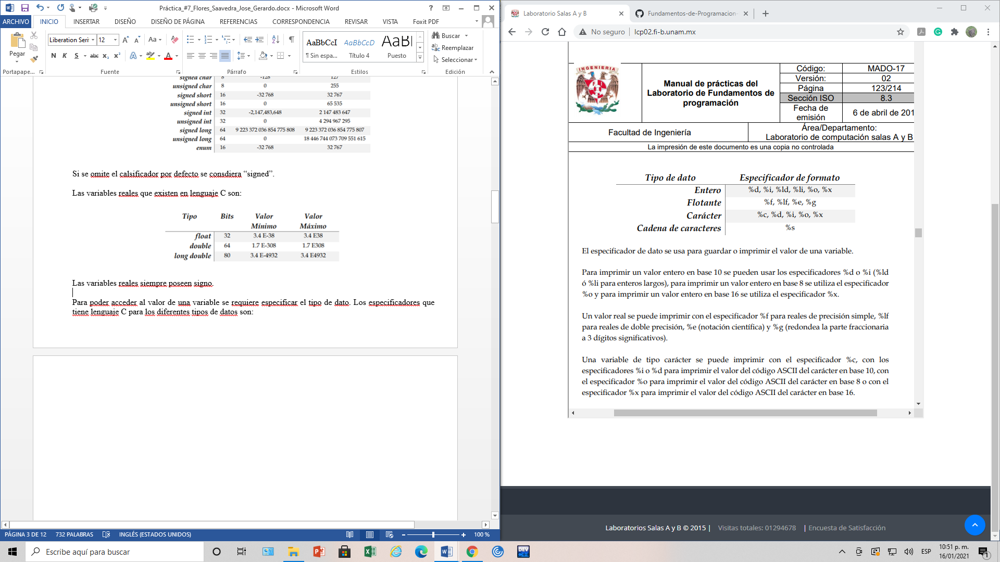 Práctica_#7_Flores_Saavedra_Jose_Gerardo.docx - Microsoft Word
ARCHIVO INICIO INSERTAR DISEÑO DISEÑO DE PÁGINA REFERENCIAS CORRESPONDENCIA REVISAR VISTA Foxit PDF
Liberation Seri 12
Pegar
N K S abc x₂ x²
AaBbCcI AaBbCcD AaBl
¶ Sin espa... Título 4 Puesto
Buscar
Reemplazar
Seleccionar
Portapape... Fuente Párrafo Estilos Edición
signed char 8 -128 127
unsigned char 8 0 255
signed short 16 -32 768 32 767
unsigned short 16 0 65 535
signed int 32 -2,147,483,648 2 147 483 647
unsigned int 32 0 4 294 967 295
signed long 64 9 223 372 036 854 775 808 9 223 372 036 854 775 807
unsigned long 64 0 18 446 744 073 709 551 615
enum 16 -32 768 32 767
Si se omite el calsificador por defecto se consdiera “signed”.
Las variables reales que existen en lenguaje C son:
Tipo Bits Valor Mínimo Valor Máximo
float 32 3.4 E-38 3.4 E38
double 64 1.7 E-308 1.7 E308
long double 80 3.4 E-4932 3.4 E4932
Las variables reales siempre poseen signo.
Para poder acceder al valor de una variable se requiere especificar el tipo de dato. Los especificadores que
tiene lenguaje C para los diferentes tipos de datos son:
PÁGINA 3 DE 12 732 PALABRAS INGLÉS (ESTADOS UNIDOS) 100 %
Laboratorio Salas A y B
Fundamentos-de-Programacion-
No seguro | lcp02.fi-b.unam.mx
INGENIERIA
Manual de prácticas del
Laboratorio de Fundamentos de
programación
Código: MADO-17
Versión: 02
Página 123/214
Sección ISO 8.3
Fecha de emisión 6 de abril de 201
Facultad de Ingeniería
Área/Departamento:
Laboratorio de computación salas A y B
La impresión de este documento es una copia no controlada
Tipo de dato Especificador de formato
Entero %d, %i, %ld, %li, %o, %x
Flotante %f, %lf, %e, %g
Carácter %c, %d, %i, %o, %x
Cadena de caracteres %s
El especificador de dato se usa para guardar o imprimir el valor de una variable.
Para imprimir un valor entero en base 10 se pueden usar los especificadores %d o %i (%ld
ó %li para enteros largos), para imprimir un valor entero en base 8 se utiliza el especificador
%o y para imprimir un valor entero en base 16 se utiliza el especificador %x.
Un valor real se puede imprimir con el especificador %f para reales de precisión simple, %lf
para reales de doble precisión, %e (notación científica) y %g (redondea la parte fraccionaria
a 3 dígitos significativos).
Una variable de tipo carácter se puede imprimir con el especificador %c, con los
especificadores %i o %d para imprimir el valor del código ASCII del carácter en base 10, con
el especificador %o para imprimir el valor del código ASCII del carácter en base 8 o con el
especificador %x para imprimir el valor del código ASCII del carácter en base 16.
Laboratorios Salas A y B © 2015 | Visitas totales: 01294678 | Encuesta de Satisfacción
Escribe aquí para buscar
ESP
10:51 p. m.
16/01/2021